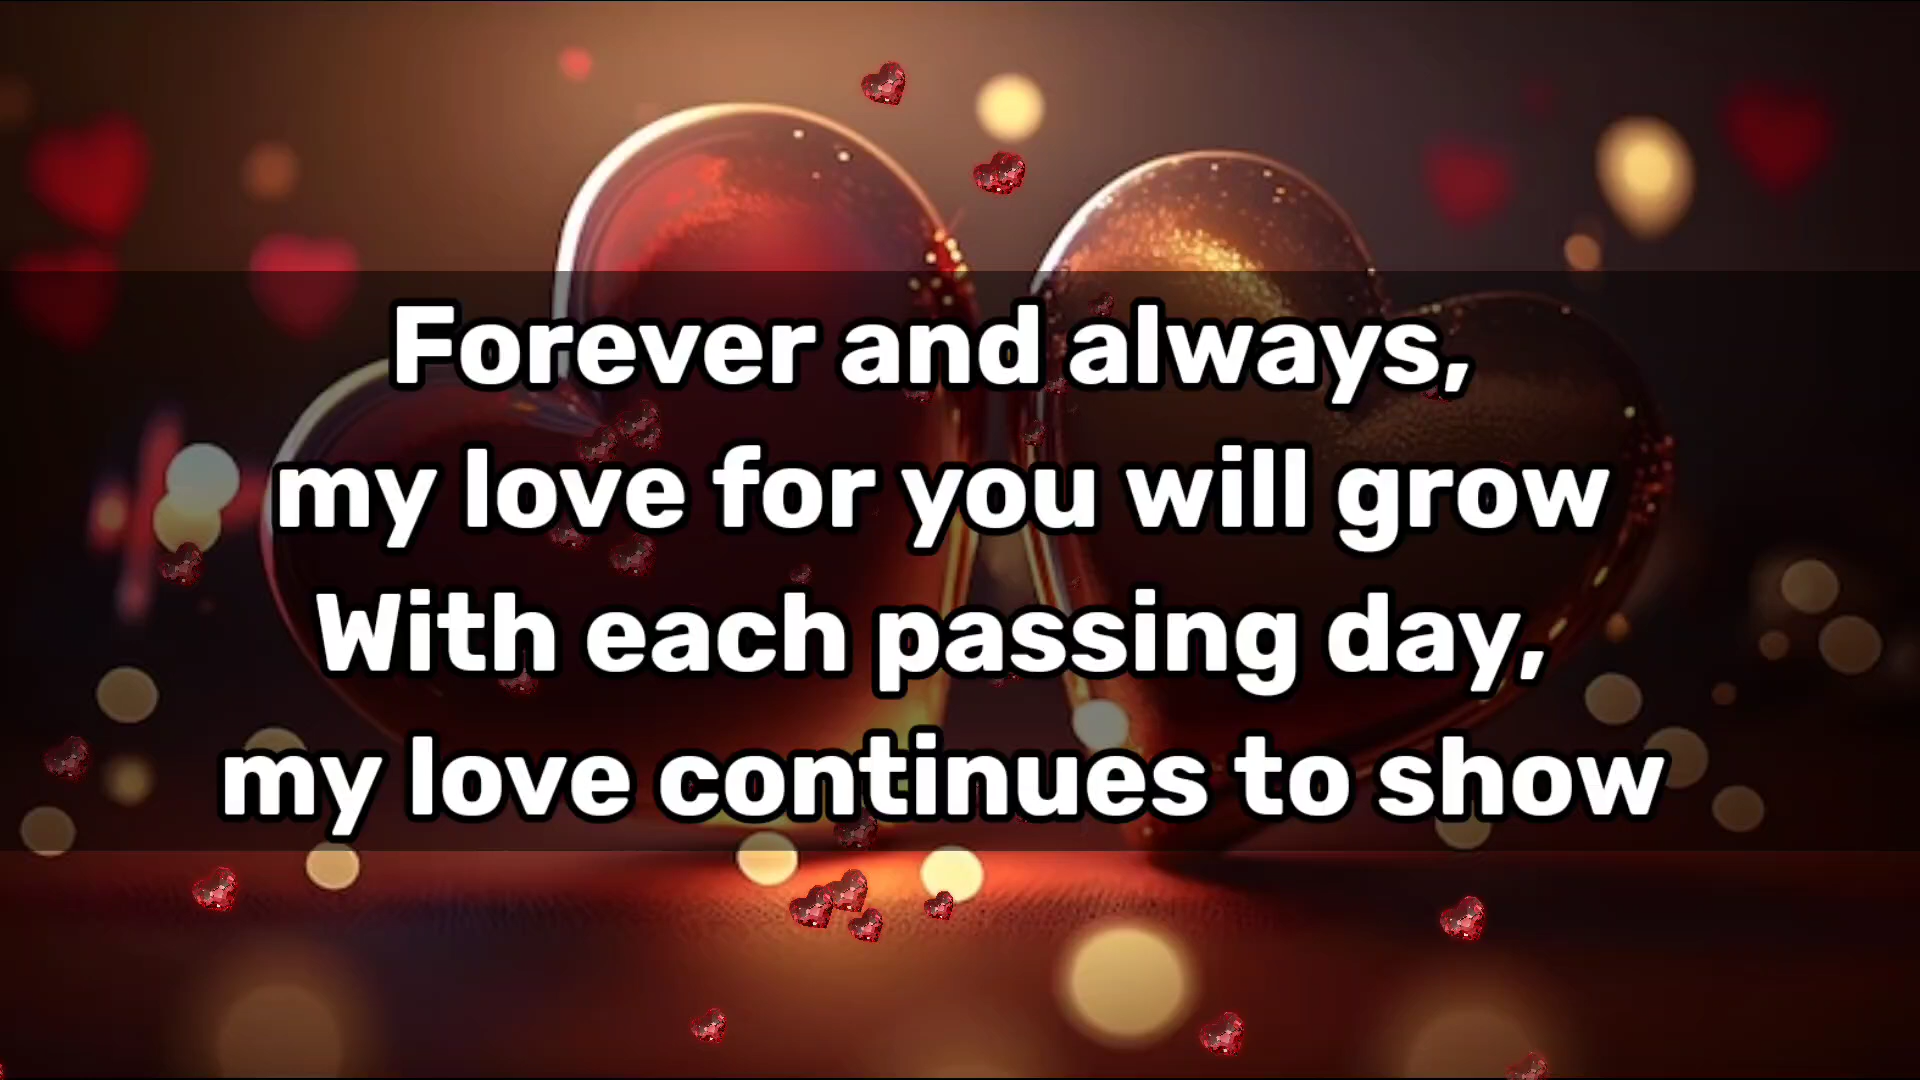 Forever and always,
my love for you will grow
With each passing day,
my love continues to show